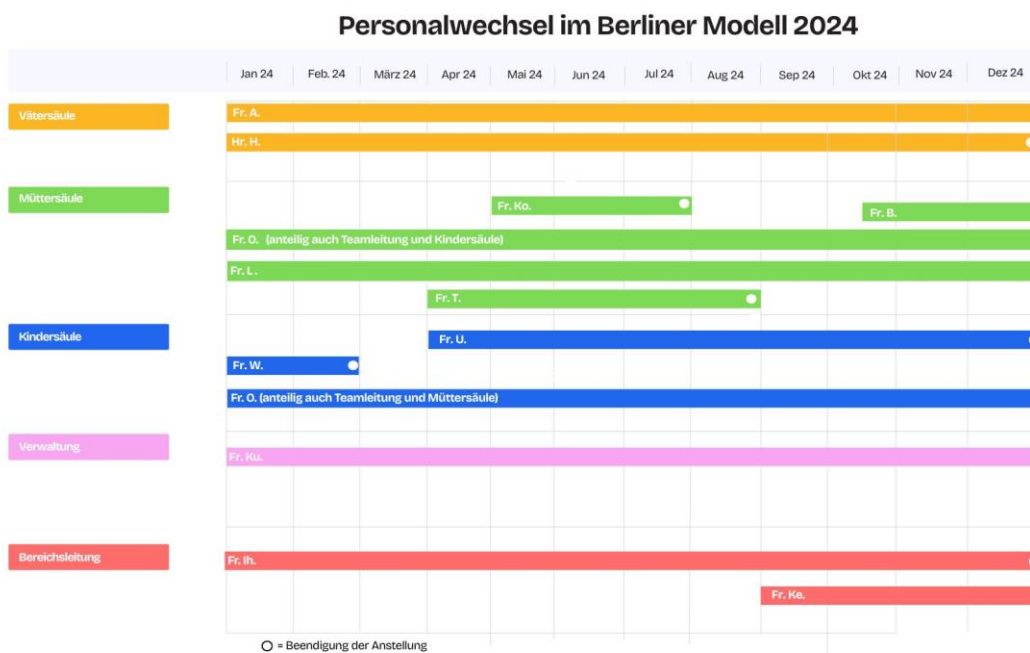 Personalwechsel im Berliner Modell 2024
Jan 24 Feb. 24 März 24 Apr 24 Mai 24 Jun 24 Jul 24 Aug 24 Sep 24 Okt 24 Nov 24 Dez 24
Vätersäule
Fr. A.
Hr. H.
Müttersäule
Fr. Ko.
Fr. B.
Fr. O. (anteilig auch Teamleitung und Kindersäule)
Fr. L .
Fr. T.
Kindersäule
Fr. U.
Fr. W.
Fr. O. (anteilig auch Teamleitung und Müttersäule)
Verwaltung
Fr. Ku.
Bereichsleitung
Fr. Ih.
Fr. Ke.
= Beendigung der Anstellung